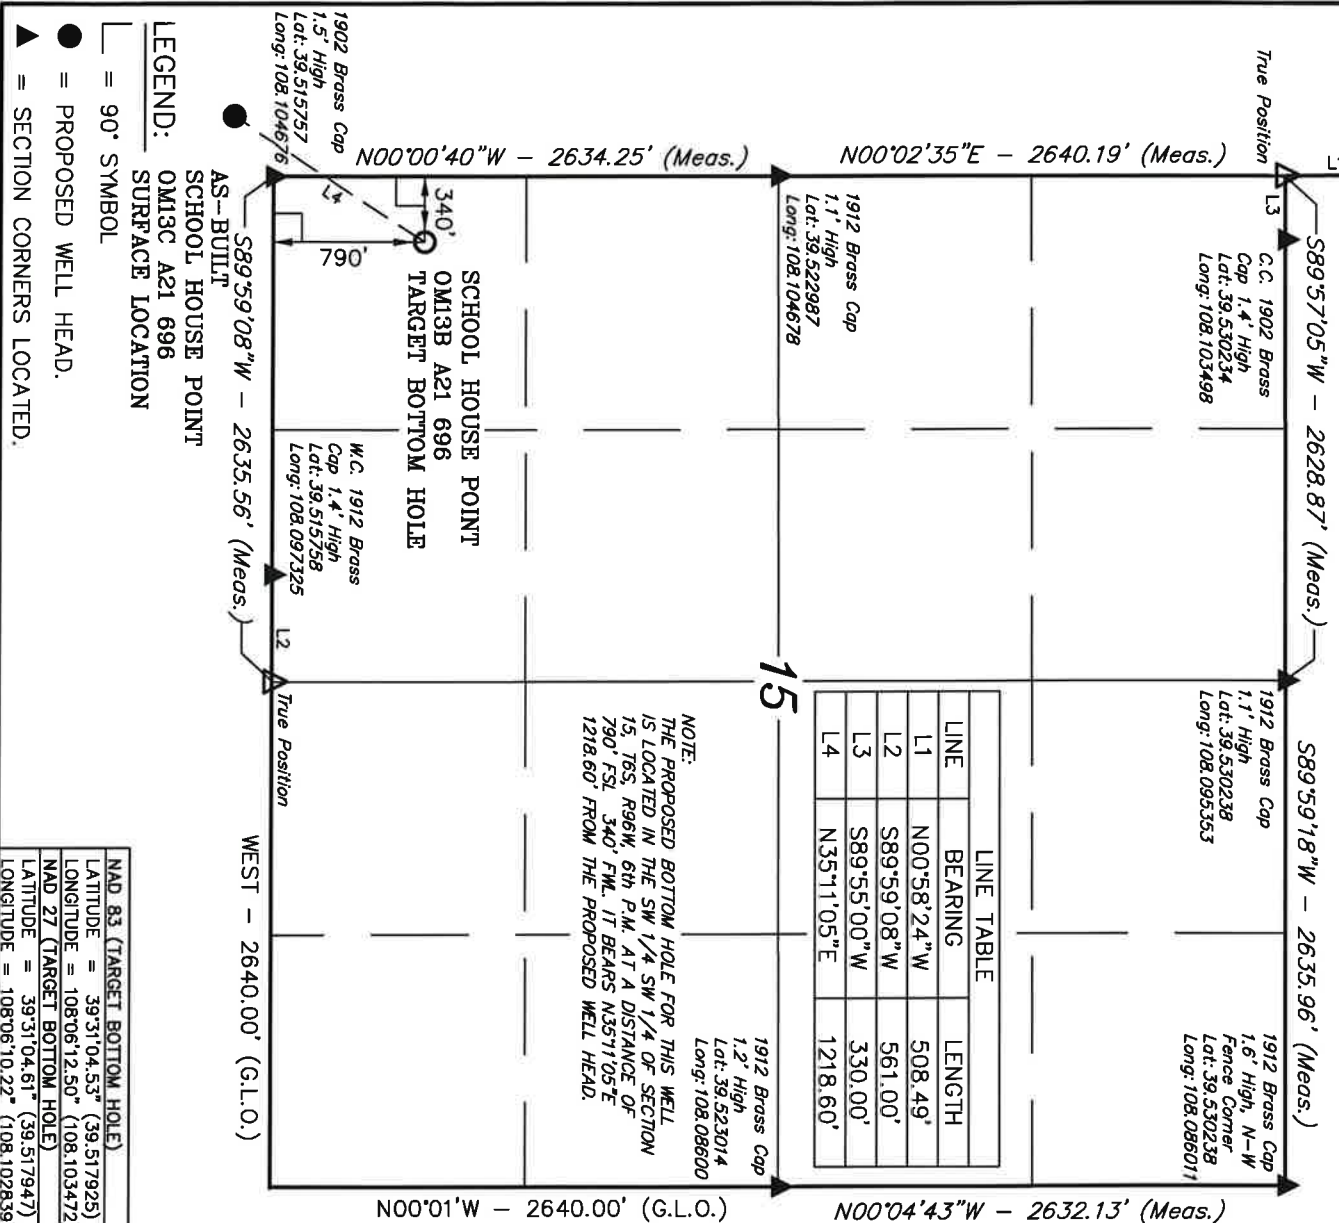 True Position
L3
S89°57'05"W - 2628.87' (Meas.)
S89°59'18"W - 2635.96' (Meas.)
C.C. 1902 Brass
Cap 1.4' High
Lat: 39.530234
Long: 108.103498
1912 Brass Cap
1.1' High
Lat: 39.530238
Long: 108.095353
1912 Brass Cap
1.6' High, N-W
Fence Corner
Lat: 39.530238
Long: 108.086011
N00°02'35"E - 2640.19' (Meas.)
N00°00'40"W - 2634.25' (Meas.)
1912 Brass Cap
1.1' High
Lat: 39.522987
Long: 108.104678
15
LINE TABLE
LINE BEARING LENGTH
L1 N00°58'24"W 508.49'
L2 S89°59'08"W 561.00'
L3 S89°55'00"W 330.00'
L4 N35°11'05"E 1218.60'
1912 Brass Cap
1.2' High
Lat: 39.523014
Long: 108.08600
NOTE:
THE PROPOSED BOTTOM HOLE FOR THIS WELL
IS LOCATED IN THE SW 1/4 SW 1/4 OF SECTION
15, T6S, R96W, 6th P.M. AT A DISTANCE OF
790' FSL 340' FWL. IT BEARS N35°11'05"E
1218.60' FROM THE PROPOSED WELL HEAD.
N00°04'43"W - 2632.13' (Meas.)
N00°01'W - 2640.00' (G.L.O.)
SCHOOL HOUSE POINT
OM13B A21 696
TARGET BOTTOM HOLE
340'
790'
L4
1902 Brass Cap
1.5' High
Lat: 39.515757
Long: 108.104676
W.C. 1912 Brass
Cap 1.4' High
Lat: 39.515758
Long: 108.097325
L2
True Position
S89°59'08"W - 2635.56' (Meas.)
WEST - 2640.00' (G.L.O.)
AS-BUILT
SCHOOL HOUSE POINT
OM13C A21 696
SURFACE LOCATION
LEGEND:
= 90° SYMBOL
= PROPOSED WELL HEAD.
= SECTION CORNERS LOCATED.
NAD 83 (TARGET BOTTOM HOLE)
LATITUDE = 39°31'04.53" (39.517925)
LONGITUDE = 108°06'12.50" (108.103472
NAD 27 (TARGET BOTTOM HOLE)
LATITUDE = 39°31'04.61" (39.517947)
LONGITUDE = 108°06'10.22" (108.102839